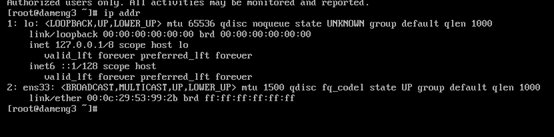 Authorized users only. All activities may be monitored and reported.
[root@dameng3 ~]# ip addr
1: lo: <LOOPBACK,UP,LOWER_UP> mtu 65536 qdisc noqueue state UNKNOWN group default qlen 1000
    link/loopback 00:00:00:00:00:00 brd 00:00:00:00:00:00
    inet 127.0.0.1/8 scope host lo
       valid_lft forever preferred_lft forever
    inet6 ::1/128 scope host
       valid_lft forever preferred_lft forever
2: ens33: <BROADCAST,MULTICAST,UP,LOWER_UP> mtu 1500 qdisc fq_codel state UP group default qlen 1000
    link/ether 00:0c:29:53:99:2b brd ff:ff:ff:ff:ff:ff
[root@dameng3 ~]#